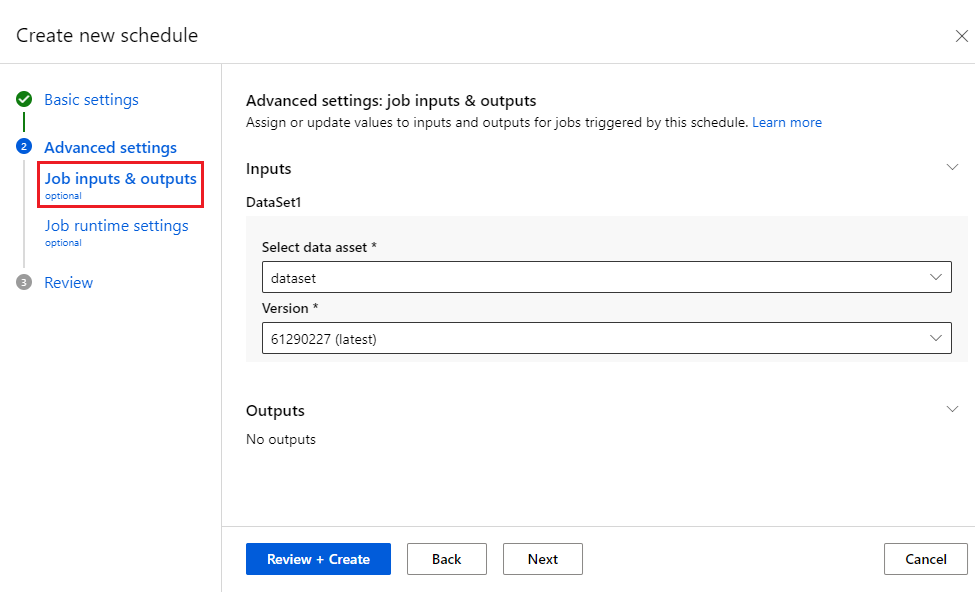 Create new schedule
Basic settings
2
Advanced settings
Job inputs & outputs
optional
Job runtime settings
optional
3
Review
Advanced settings: job inputs & outputs
Assign or update values to inputs and outputs for jobs triggered by this schedule. Learn more
Inputs
DataSet1
Select data asset *
dataset
Version *
61290227 (latest)
Outputs
No outputs
Review + Create
Back
Next
Cancel